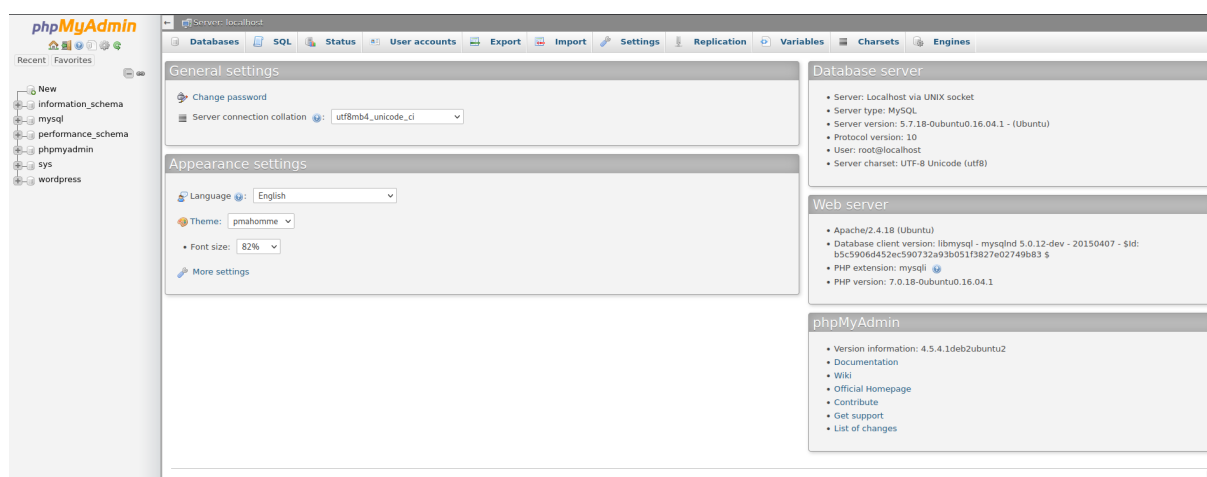 phpMyAdmin
Recent Favorites
New
information_schema
mysql
performance_schema
phpmyadmin
sys
wordpress
Server: localhost
Databases SQL Status User accounts Export Import Settings Replication Variables Charsets Engines
General settings
Change password
Server connection collation : utf8mb4_unicode_ci
Appearance settings
Language : English
Theme: pmahomme
• Font size: 82%
More settings
Database server
• Server: Localhost via UNIX socket
• Server type: MySQL
• Server version: 5.7.18-0ubuntu0.16.04.1 - (Ubuntu)
• Protocol version: 10
• User: root@localhost
• Server charset: UTF-8 Unicode (utf8)
Web server
• Apache/2.4.18 (Ubuntu)
• Database client version: libmysql - mysqlnd 5.0.12-dev - 20150407 - $Id:
b5c5906d452ec590732a93b051f3827e02749b83 $
• PHP extension: mysqli
• PHP version: 7.0.18-0ubuntu0.16.04.1
phpMyAdmin
• Version information: 4.5.4.1deb2ubuntu2
• Documentation
• Wiki
• Official Homepage
• Contribute
• Get support
• List of changes